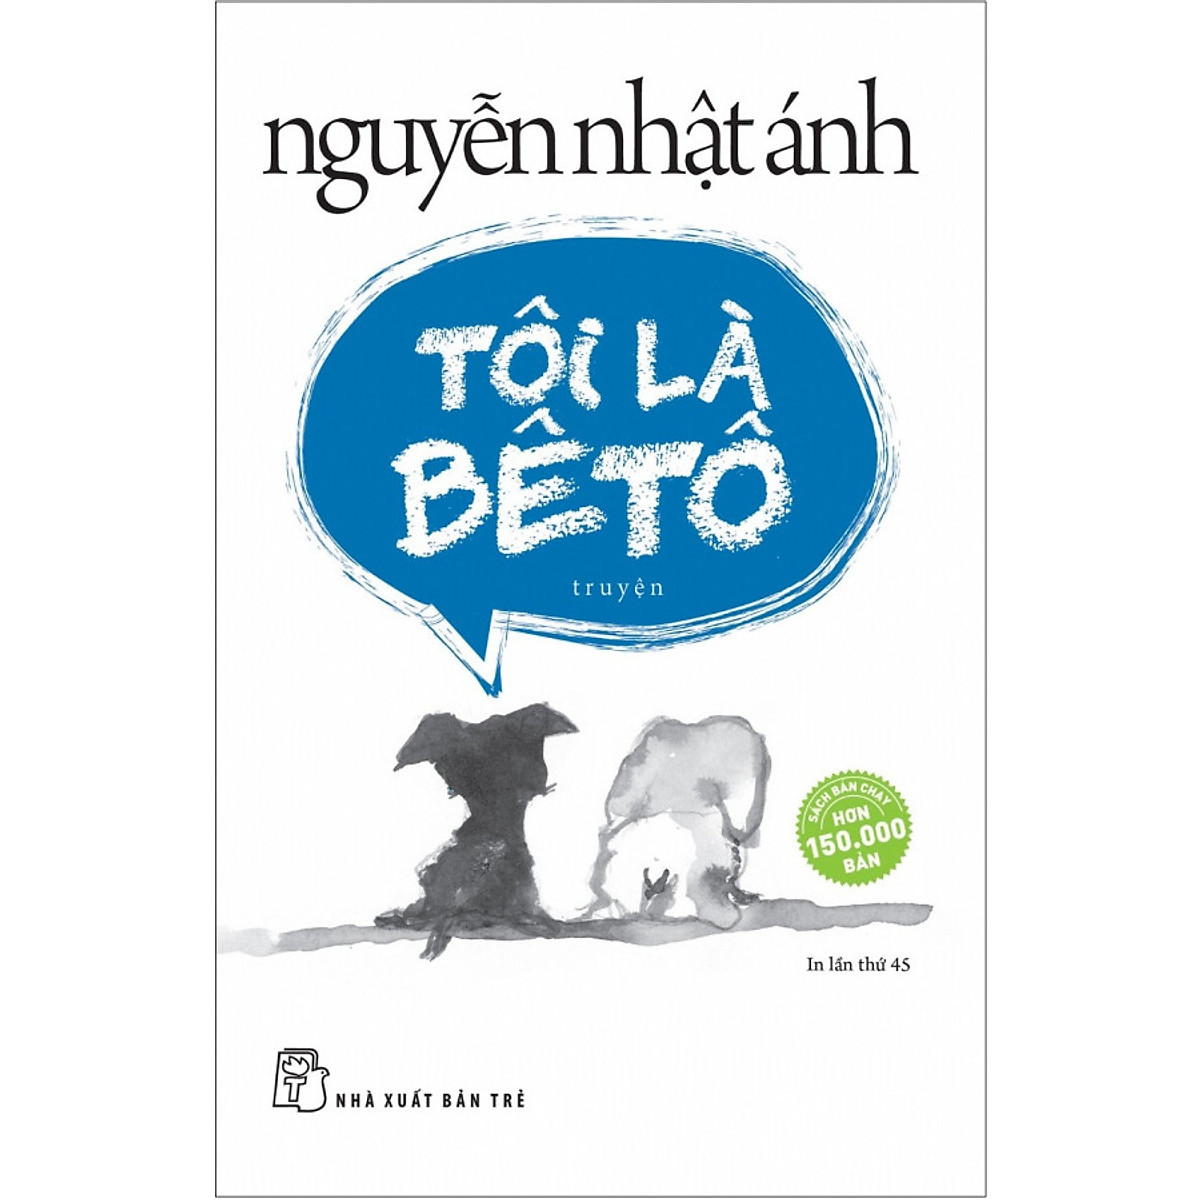 nguyễn nhật ánh
TÔI LÀ
BÊTÔ
truyện
SÁCH BÁN CHẠY
HƠN
150.000
BẢN
In lần thứ 45
T
NHÀ XUẤT BẢN TRẺ